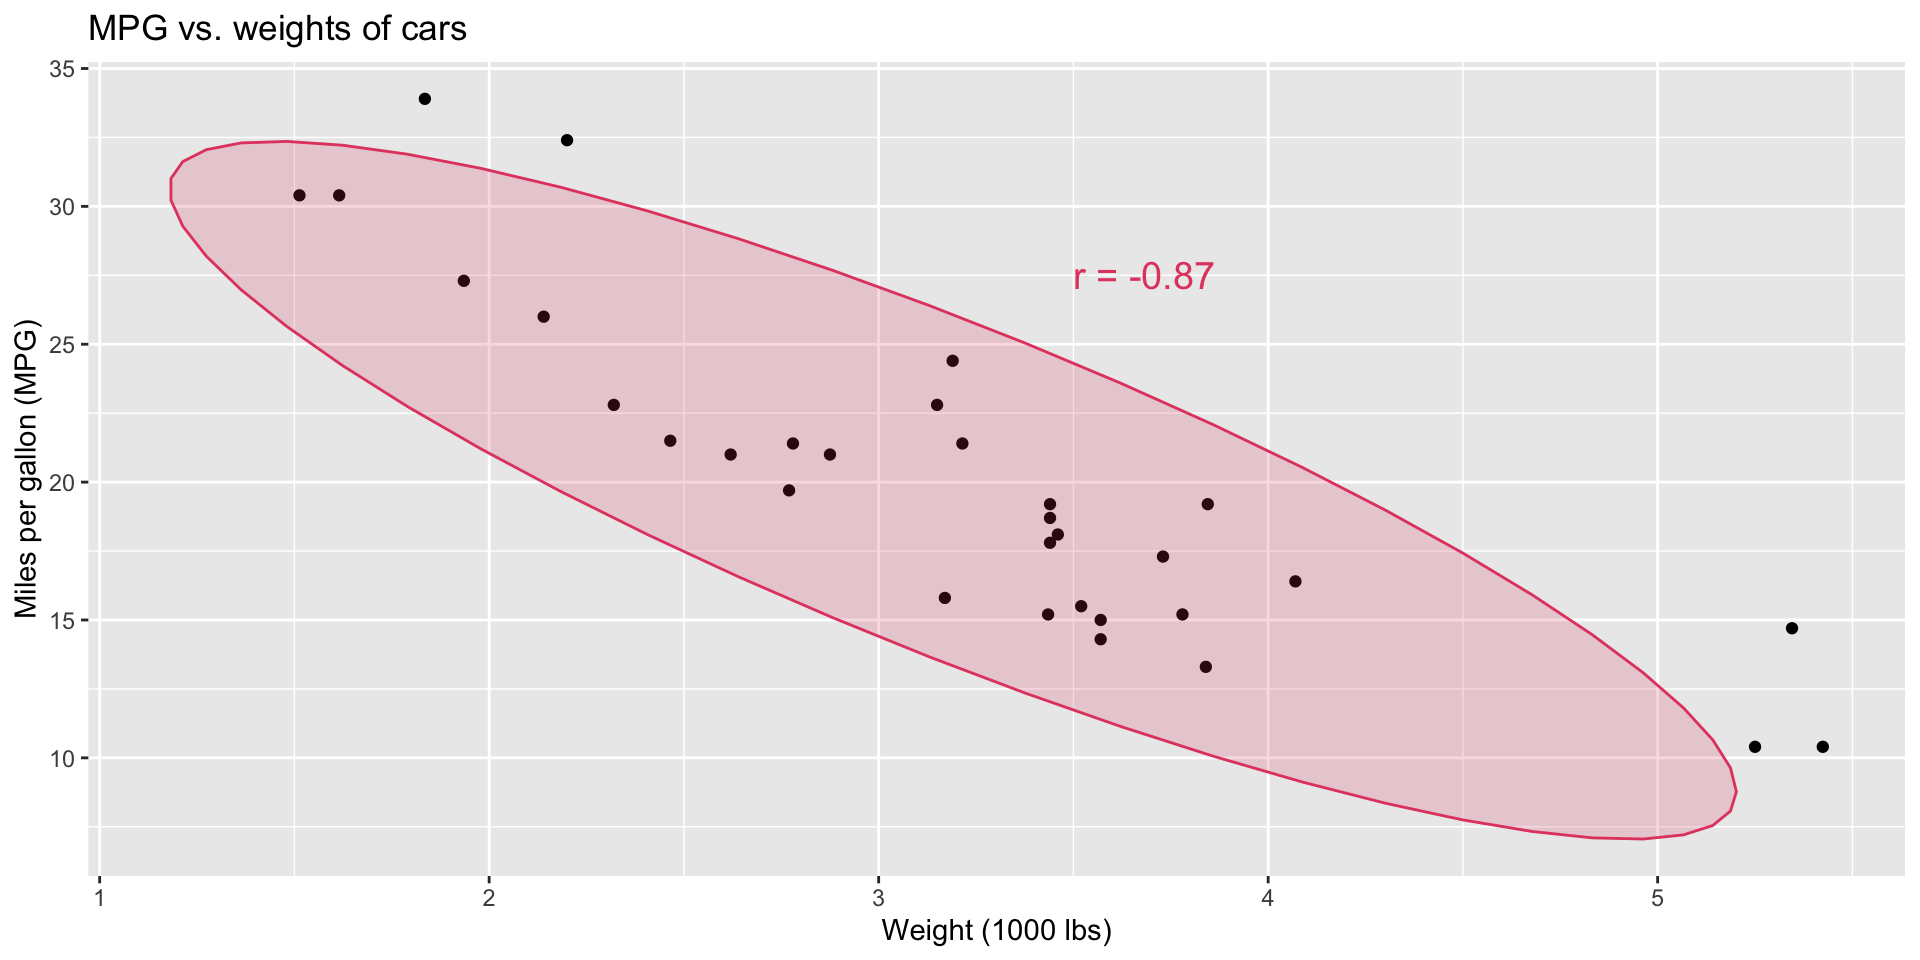 MPG vs. weights of cars
35
30
25
20
15
10
Miles per gallon (MPG)
r = -0.87
1 2 3 4 5
Weight (1000 lbs)